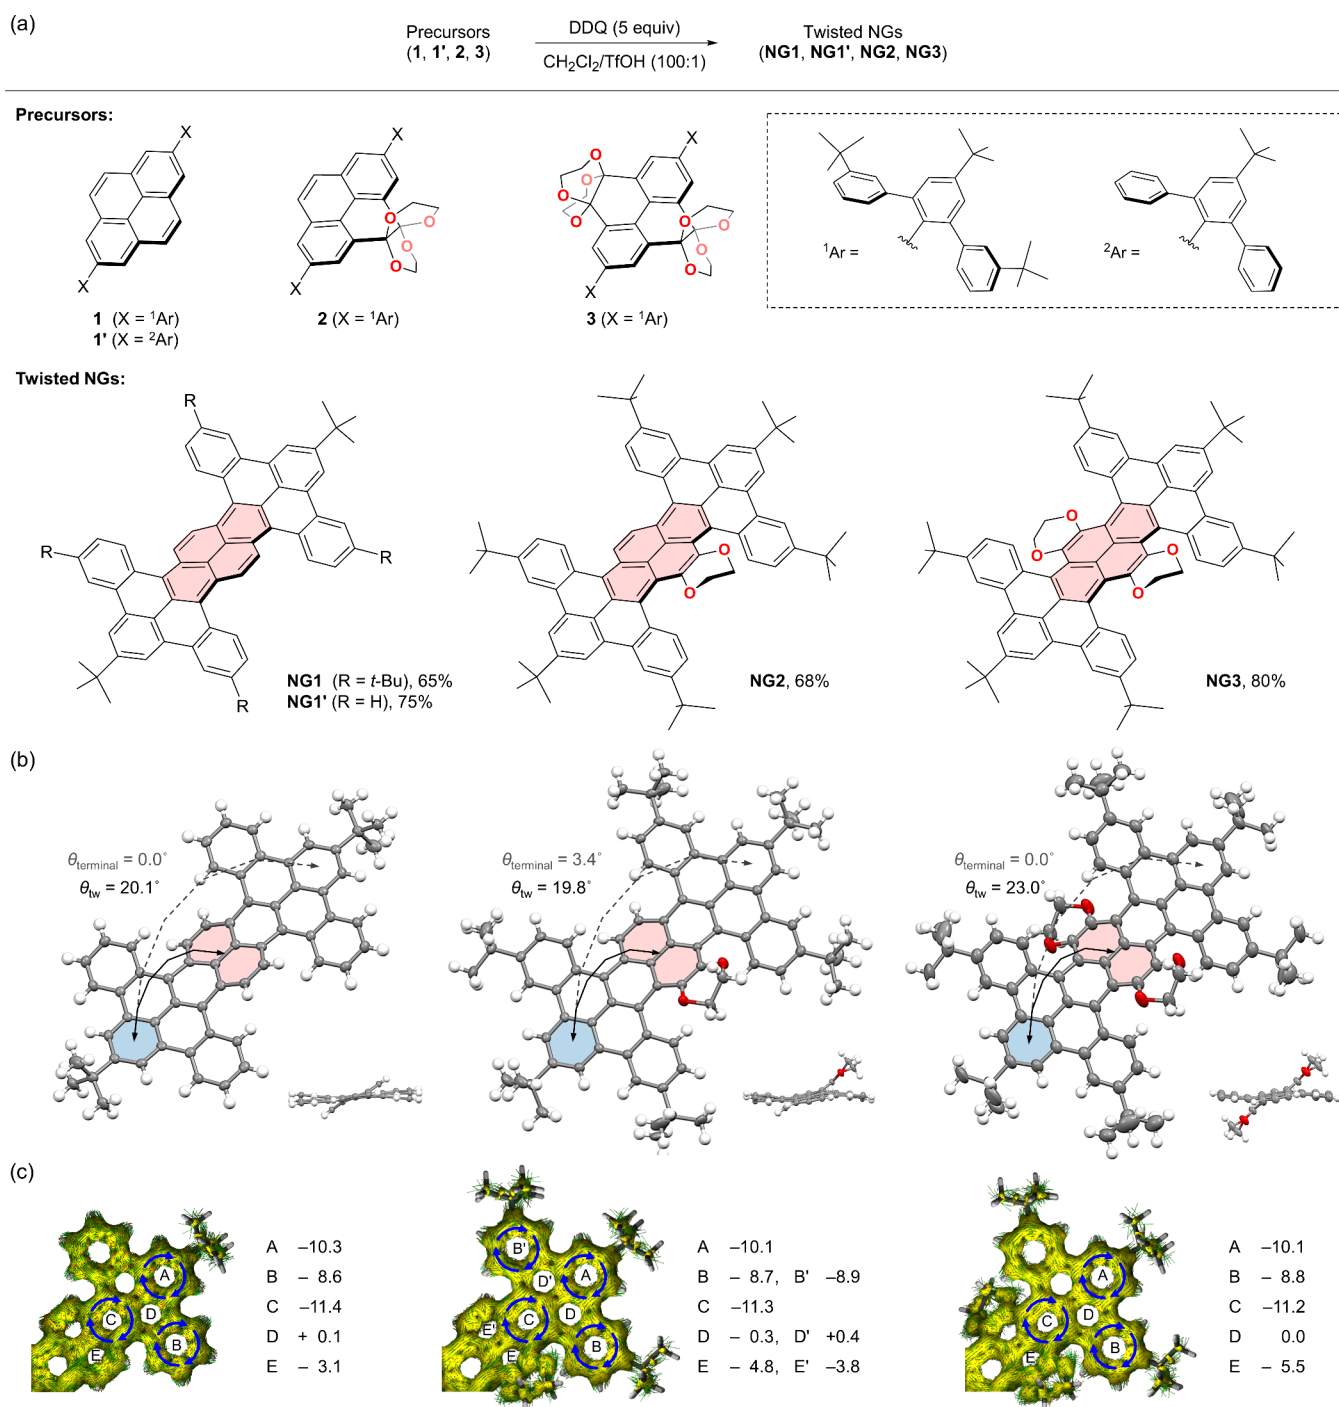 (a)
Precursors
(1, 1', 2, 3)
DDQ (5 equiv)
CH2Cl2/TfOH (100:1)
Twisted NGs
(NG1, NG1', NG2, NG3)
Precursors:
X
X
1 (X = ¹Ar)
1' (X = ²Ar)
X
O
O
O
O
X
2 (X = ¹Ar)
X
O
O
O
O
O
O
X
3 (X = ¹Ar)
¹Ar =
²Ar =
Twisted NGs:
R
R
R
R
NG1 (R = t-Bu), 65%
NG1' (R = H), 75%
O
O
NG2, 68%
O
O
O
O
NG3, 80%
(b)
θterminal = 0.0°
θtw = 20.1°
θterminal = 3.4°
θtw = 19.8°
θterminal = 0.0°
θtw = 23.0°
(c)
A
B
C
D
E
A −10.3
B − 8.6
C −11.4
D + 0.1
E − 3.1
B'
D'
A
E'
C
D
E
B
A −10.1
B − 8.7, B' −8.9
C −11.3
D − 0.3, D' +0.4
E − 4.8, E' −3.8
A
C
D
E
B
A −10.1
B − 8.8
C −11.2
D 0.0
E − 5.5